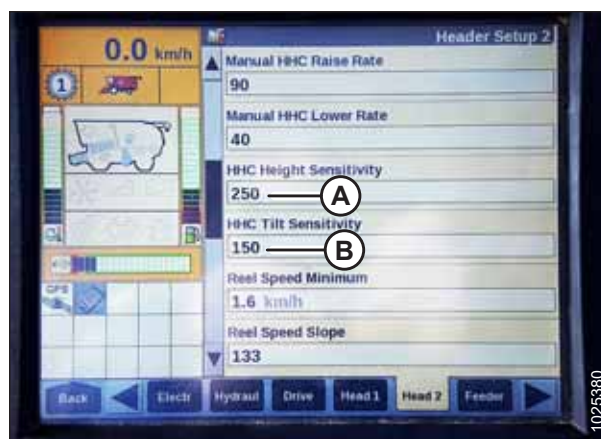 0.0 km/h
Header Setup 2
1
Manual HHC Raise Rate
90
Manual HHC Lower Rate
40
HHC Height Sensitivity
250
A
HHC Tilt Sensitivity
150
B
Reel Speed Minimum
1.6 km/h
GPS
Reel Speed Slope
133
Back
Electr
Hydraul
Drive
Head 1
Head 2
Feeder
1025380